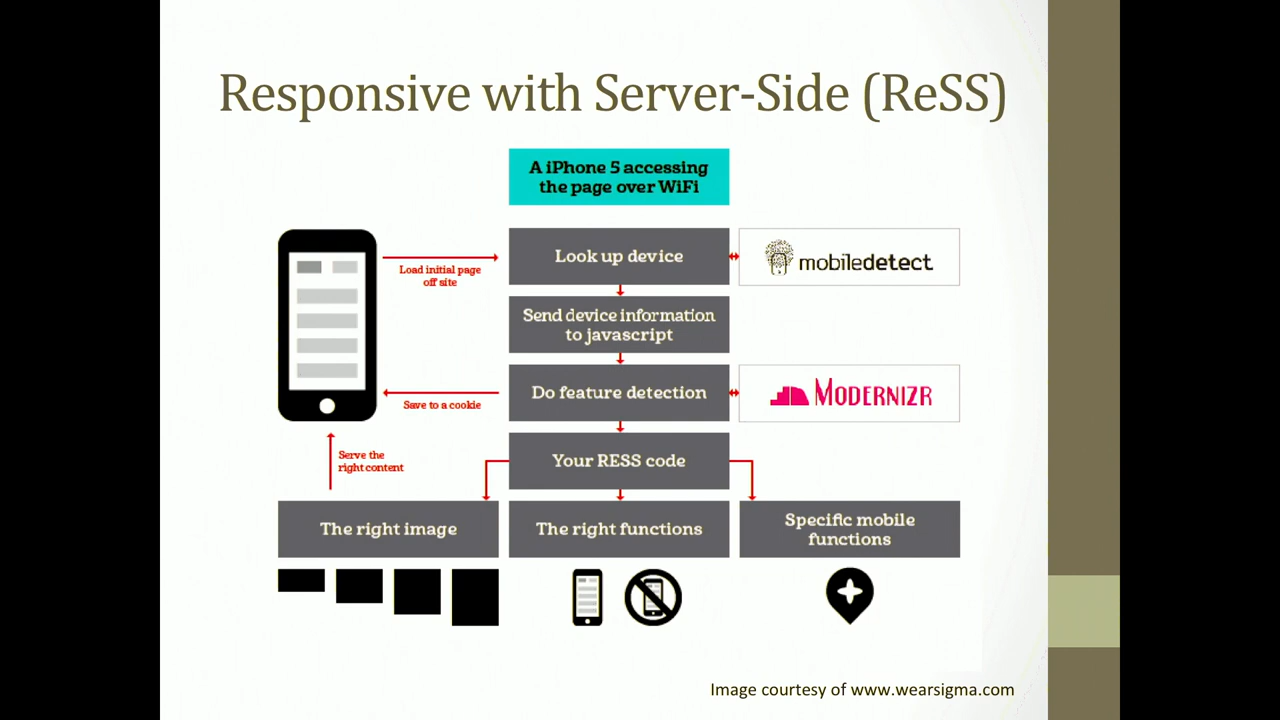 Responsive with Server-Side (ReSS)
A iPhone 5 accessing
the page over WiFi
Look up device
mobiledetect
Load initial page
off site
Send device information
to javascript
Do feature detection
MODERNIZR
Save to a cookie
Your RESS code
Serve the
right content
The right image
The right functions
Specific mobile
functions
Image courtesy of www.wearsigma.com